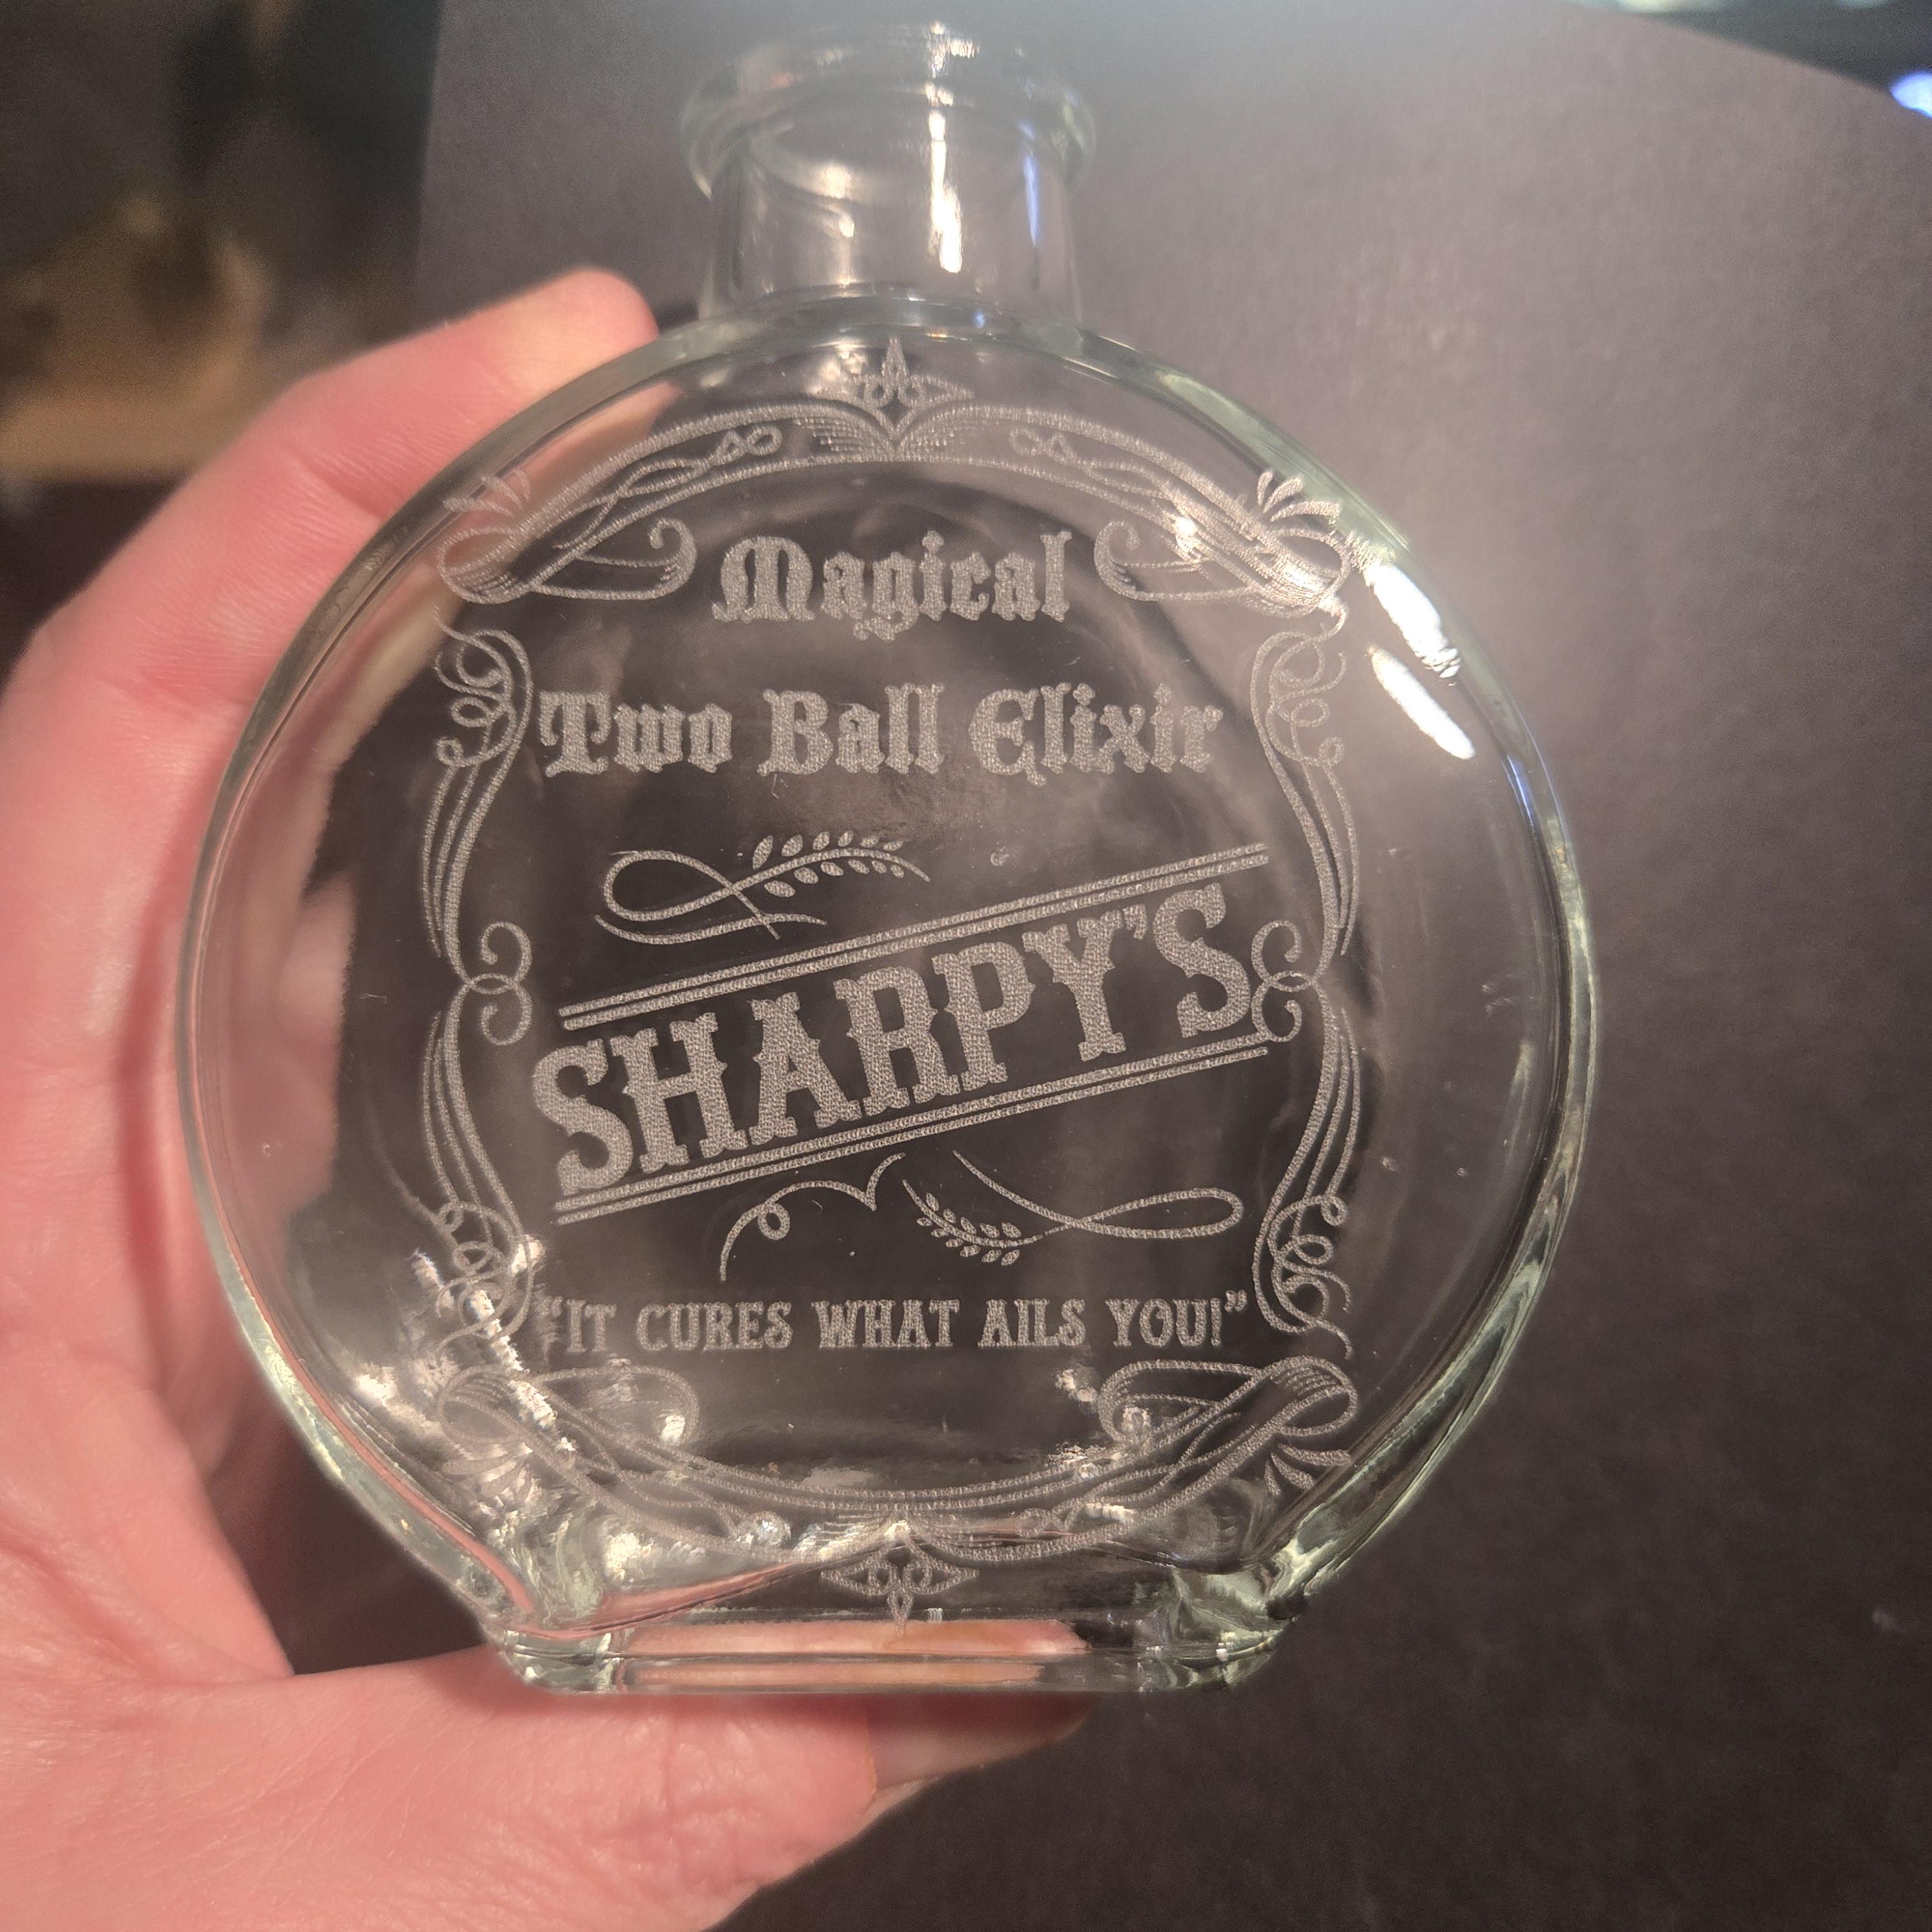 Magical
Two Ball Elixir
SHARPY'S
"IT CURES WHAT AILS YOU!"